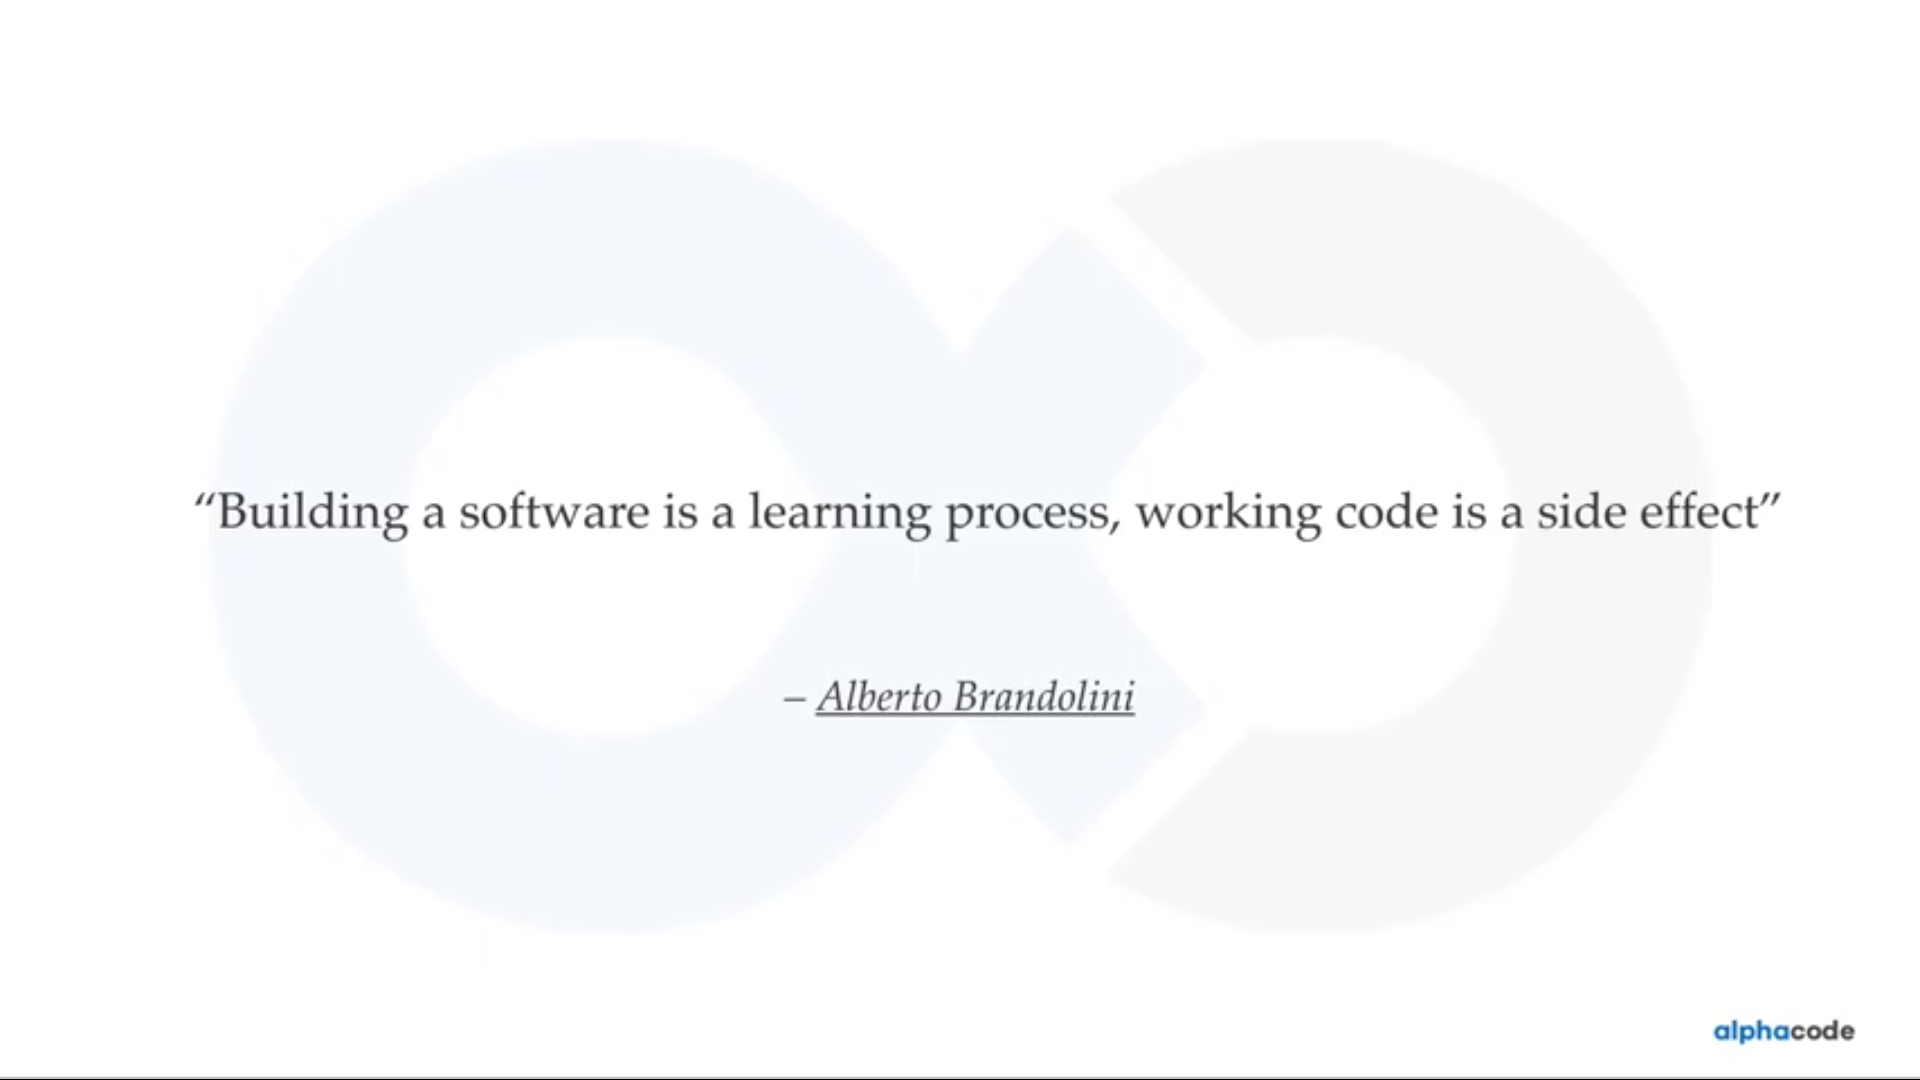 “Building a software is a learning process, working code is a side effect”
– Alberto Brandolini
alphacode